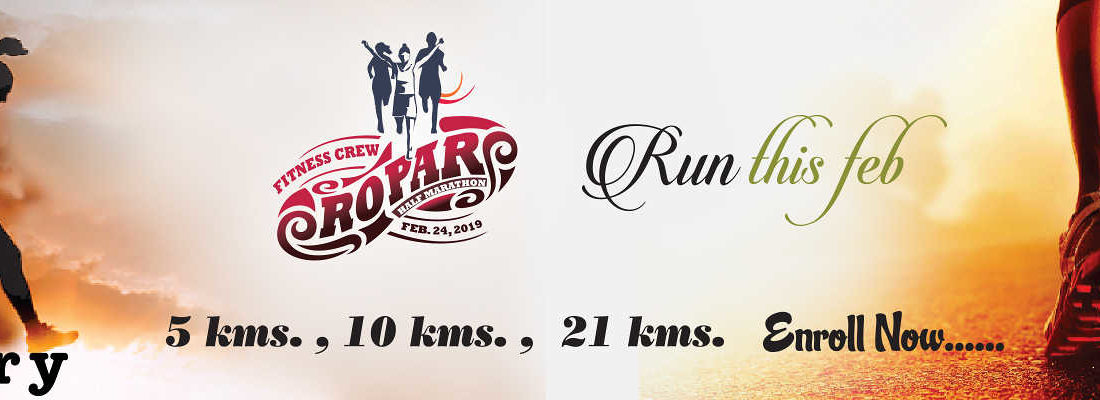 FITNESS CREW
ROPAR
HALF MARATHON
FEB. 24, 2019
Run this feb
5 kms. , 10 kms. , 21 kms. Enroll Now......
ry